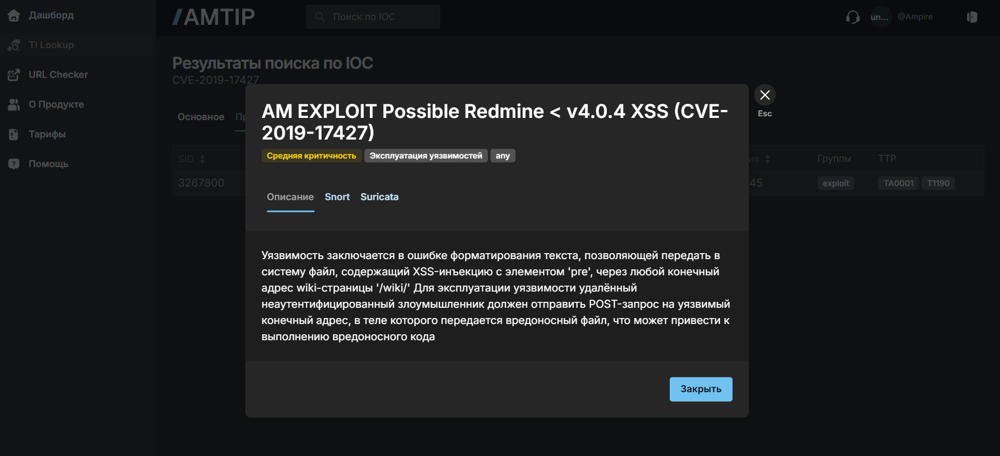 Дашборд
TI Lookup
URL Checker
О Продукте
Тарифы
Помощь
/AMTIP
Поиск по IOC
un...
@Ampire
Результаты поиска по IOC
CVE-2019-17427
Основное
SID
3267800
Группы
TTP
45
exploit
TA0001
T1190
Esc
AM EXPLOIT Possible Redmine < v4.0.4 XSS (CVE-
2019-17427)
Средняя критичность
Эксплуатация уязвимостей
any
Описание
Snort
Suricata
Уязвимость заключается в ошибке форматирования текста, позволяющей передать в
систему файл, содержащий XSS-инъекцию с элементом 'pre', через любой конечный
адрес wiki-страницы '/wiki/' Для эксплуатации уязвимости удалённый
неаутентифицированный злоумышленник должен отправить POST-запрос на уязвимый
конечный адрес, в теле которого передается вредоносный файл, что может привести к
выполнению вредоносного кода
Закрыть